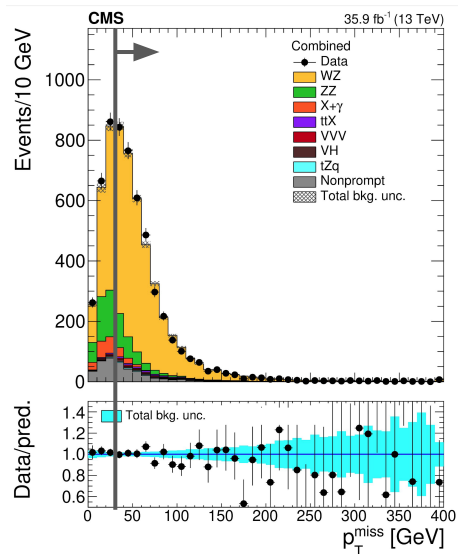 CMS 35.9 fb⁻¹ (13 TeV)
Events/10 GeV
1000
800
600
400
200
0
Combined
Data
WZ
ZZ
X+γ
ttX
VVV
VH
tZq
Nonprompt
Total bkg. unc.
Data/pred.
1.4
1.2
1.0
0.8
0.6
Total bkg. unc.
0 50 100 150 200 250 300 350 400
p_T^miss [GeV]